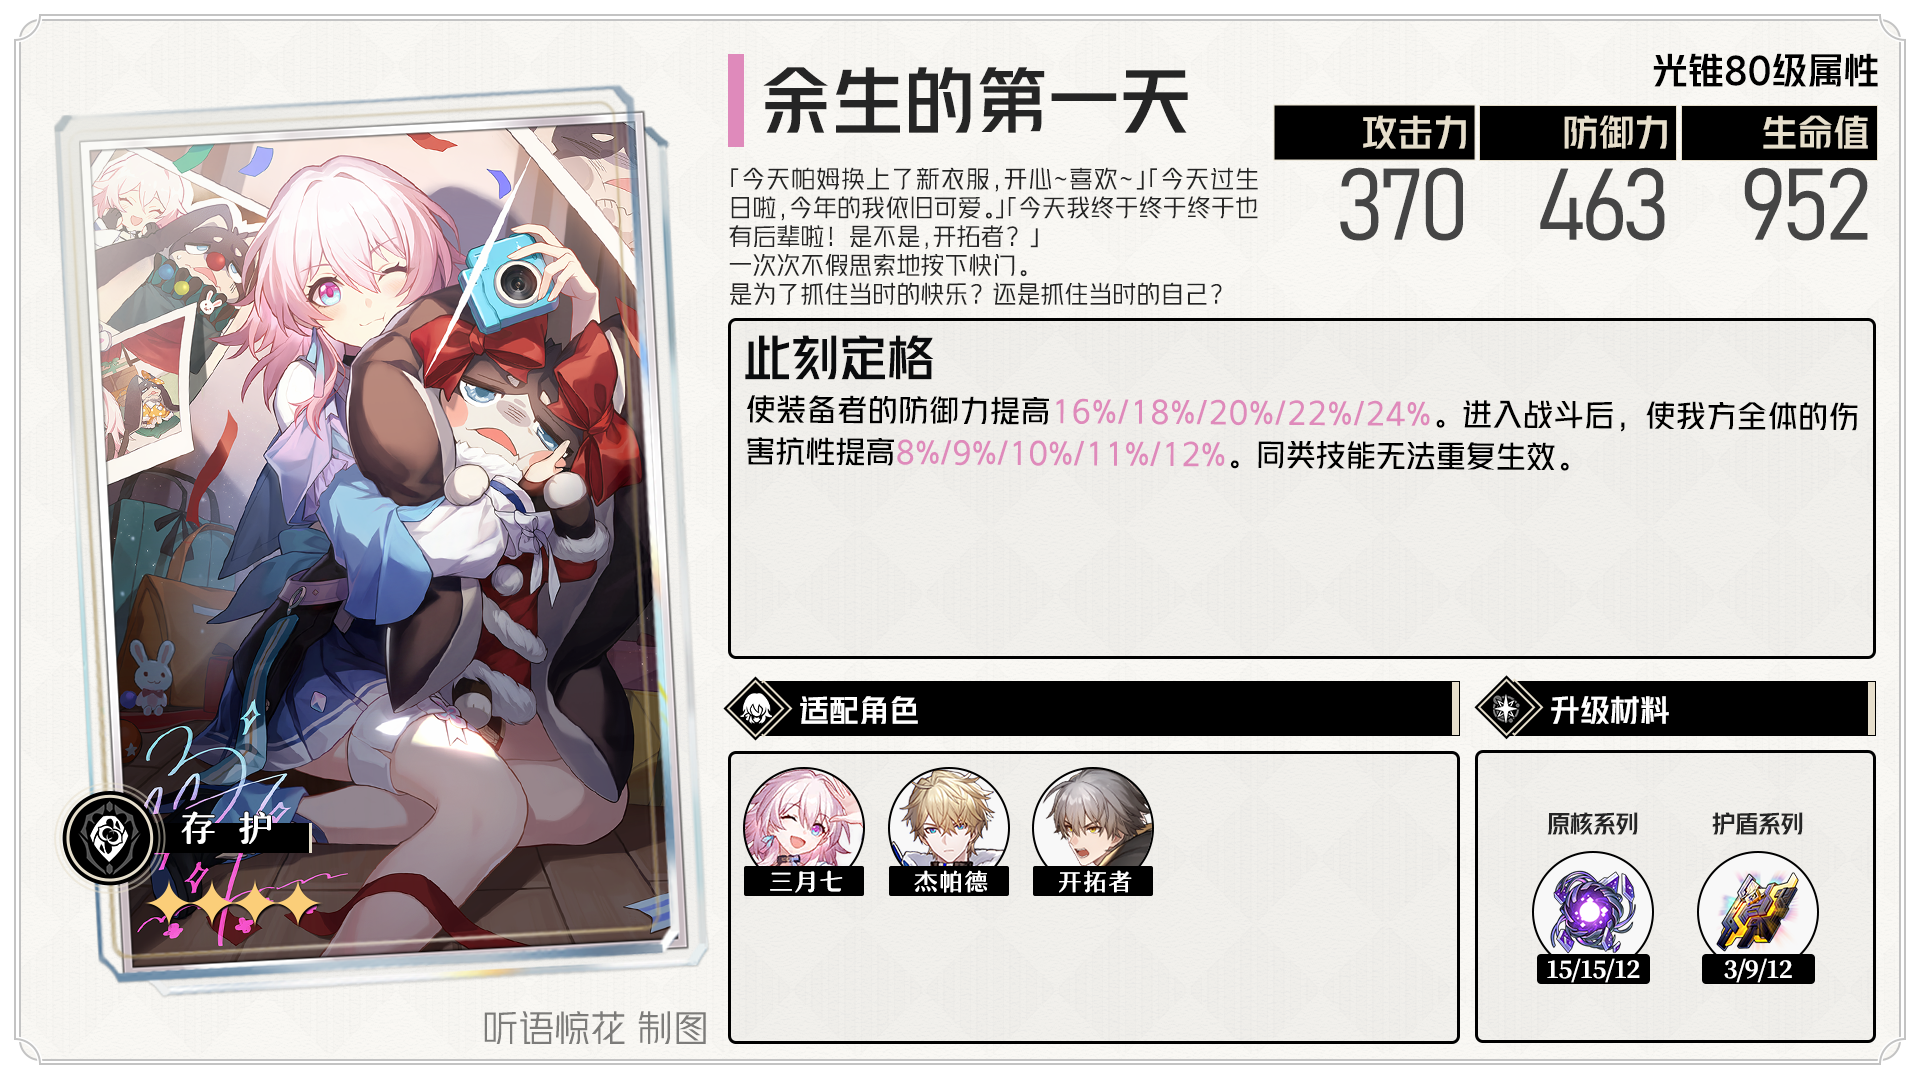 余生的第一天
光锥80级属性
攻击力
防御力
生命值
370
463
952
「今天帕姆换上了新衣服,开心~喜欢~」「今天过生
日啦,今年的我依旧可爱。」「今天我终于终于终于也
有后辈啦！是不是,开拓者？」
一次次不假思索地按下快门。
是为了抓住当时的快乐？还是抓住当时的自己？
此刻定格
使装备者的防御力提高16%/18%/20%/22%/24%。进入战斗后，使我方全体的伤
害抗性提高8%/9%/10%/11%/12%。同类技能无法重复生效。
存护
适配角色
三月七
杰帕德
开拓者
升级材料
原核系列
护盾系列
15/15/12
3/9/12
听语惊花 制图